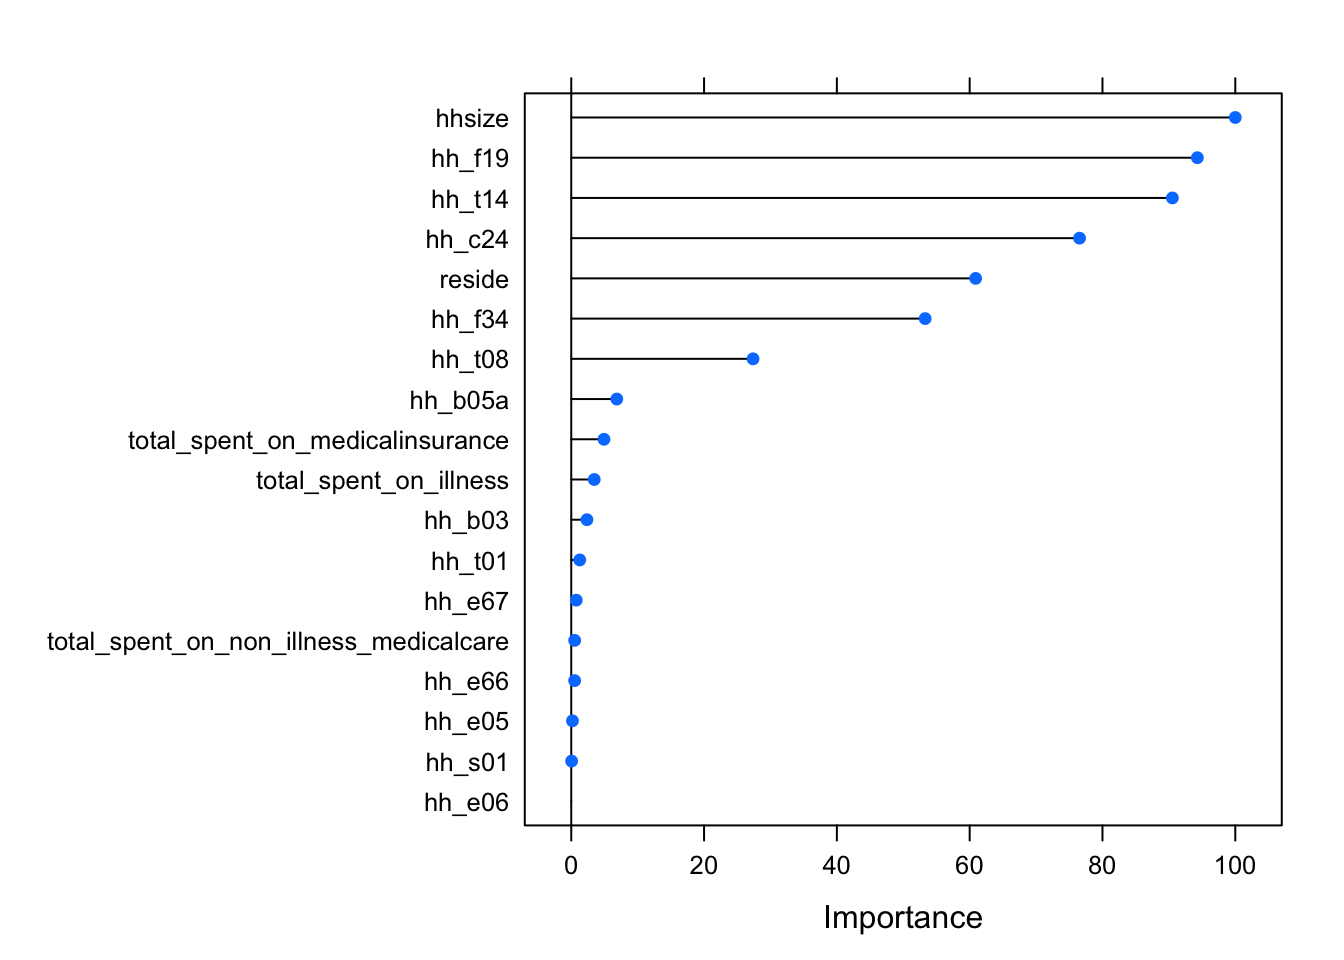 hhsize
hh_f19
hh_t14
hh_c24
reside
hh_f34
hh_t08
hh_b05a
total_spent_on_medicalinsurance
total_spent_on_illness
hh_b03
hh_t01
hh_e67
total_spent_on_non_illness_medicalcare
hh_e66
hh_e05
hh_s01
hh_e06
0 20 40 60 80 100
Importance